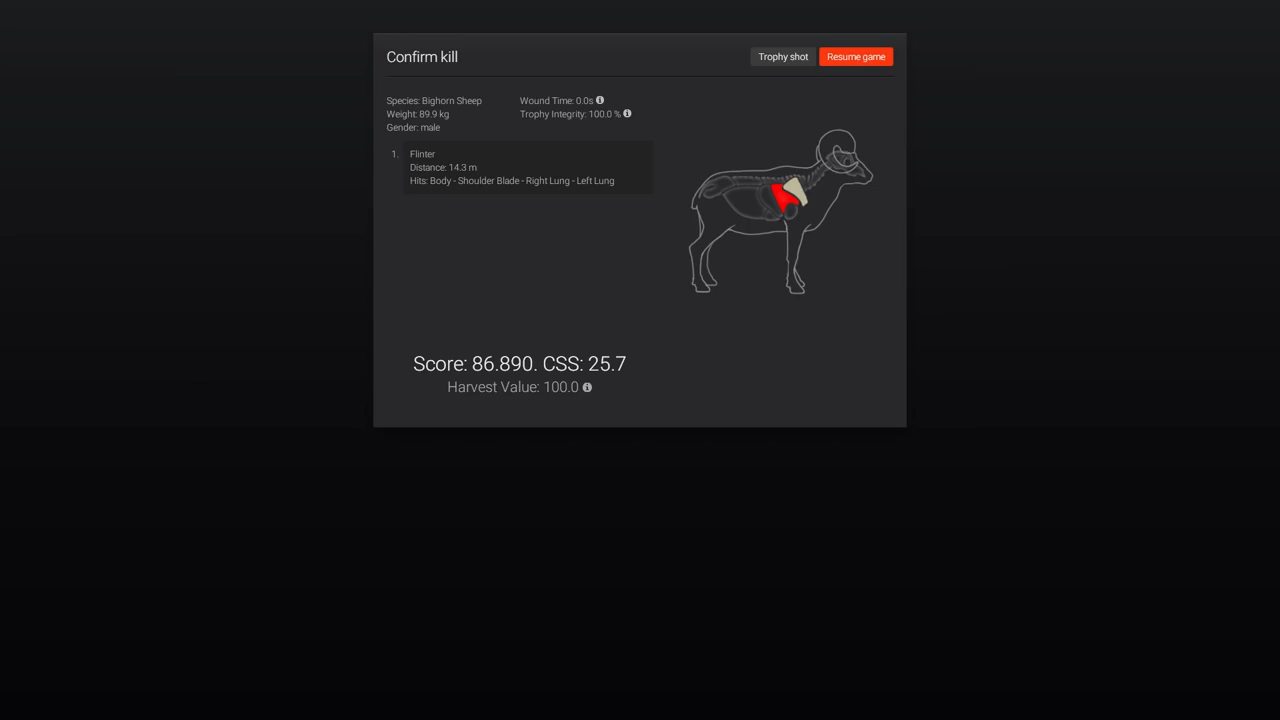 Confirm kill
Trophy shot
Resume game
Species: Bighorn Sheep
Weight: 89.9 kg
Gender: male
Wound Time: 0.0s
Trophy Integrity: 100.0 %
1.
Flinter
Distance: 14.3 m
Hits: Body - Shoulder Blade - Right Lung - Left Lung
Score: 86.890. CSS: 25.7
Harvest Value: 100.0